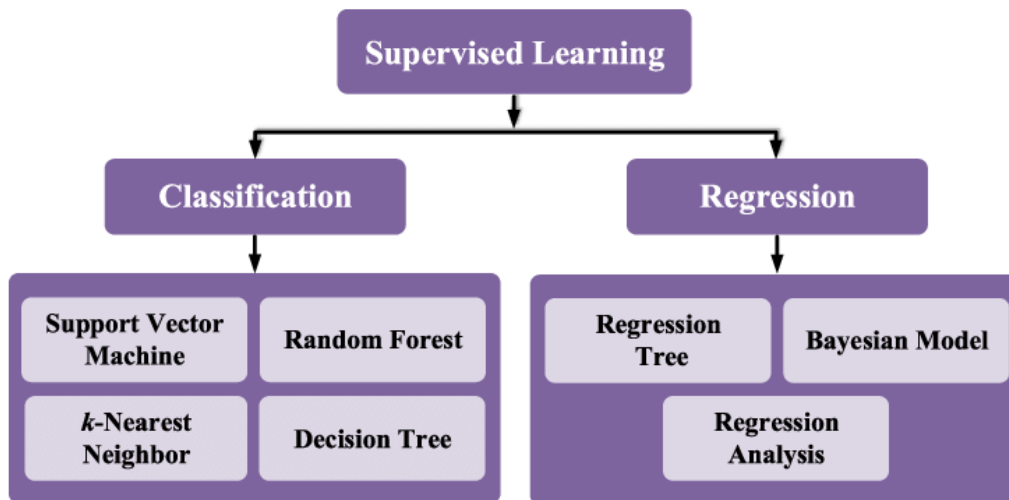 Supervised Learning
Classification
Regression
Support Vector
Machine
Random Forest
k-Nearest
Neighbor
Decision Tree
Regression
Tree
Bayesian Model
Regression
Analysis